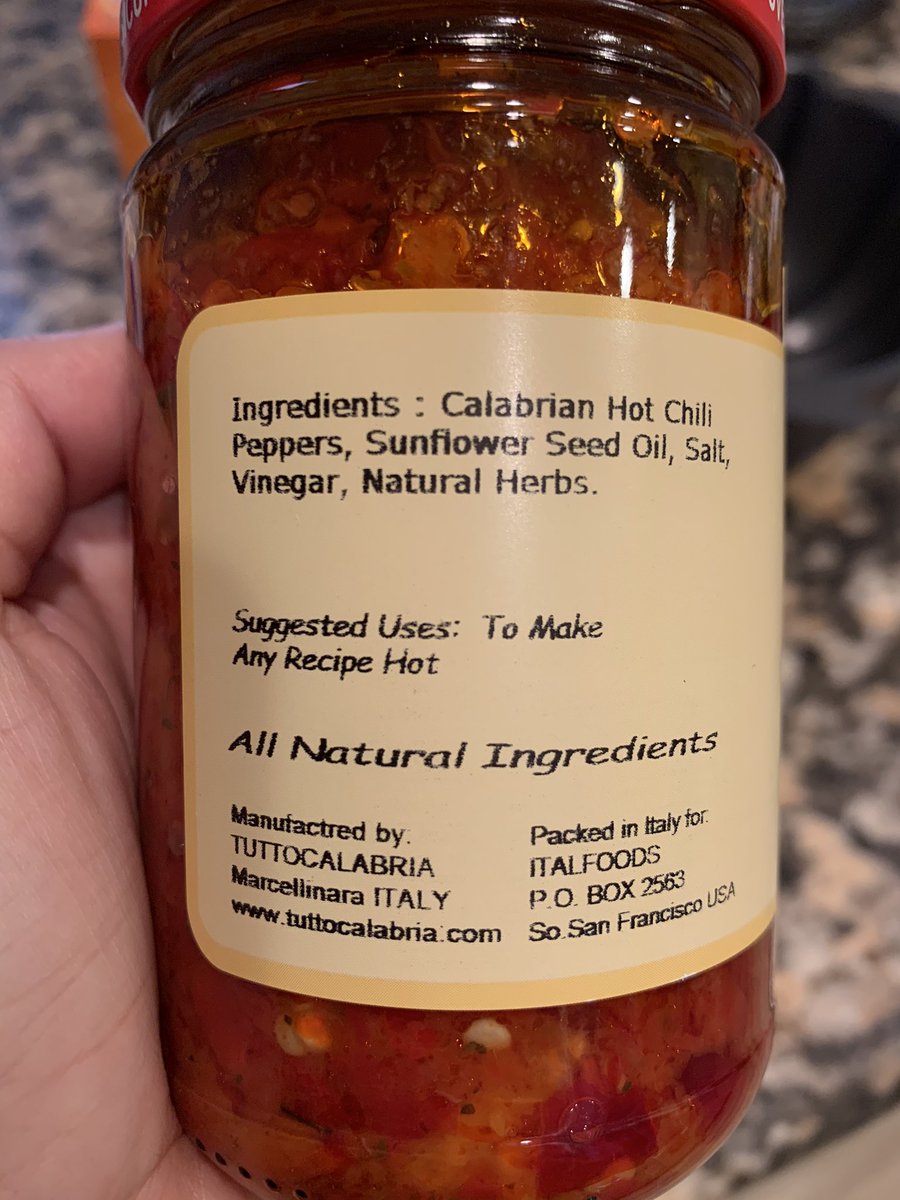 Ingredients : Calabrian Hot Chili
Peppers, Sunflower Seed Oil, Salt,
Vinegar, Natural Herbs.
Suggested Uses: To Make
Any Recipe Hot
All Natural Ingredients
Manufactred by:
TUTTOCALABRIA
Marcellinara ITALY
www.tuttocalabria.com
Packed in Italy for:
ITALFOODS
P.O. BOX 2563
So.San Francisco USA